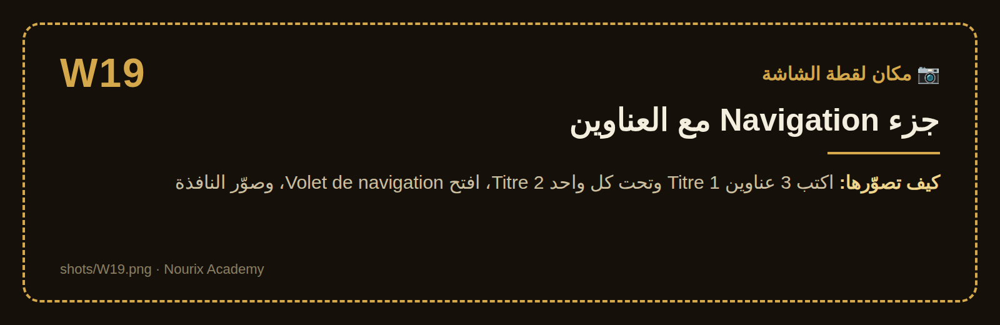 W19
📷 مكان لقطة الشاشة
جزء Navigation مع العناوين
كيف تصوّرها: اكتب 3 عناوين Titre 1 وتحت كل واحد Titre 2، افتح Volet de navigation، وصوّر النافذة
shots/W19.png · Nourix Academy